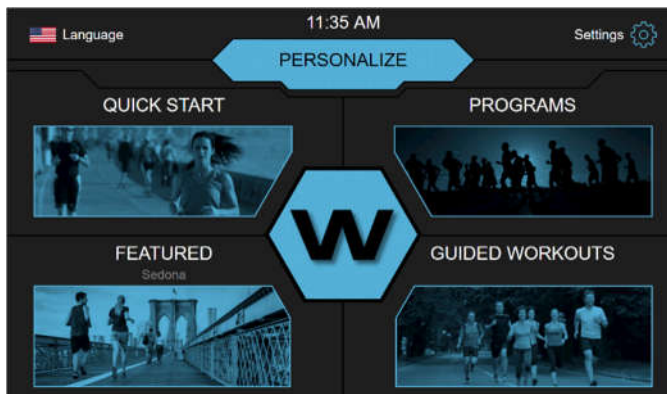 11:35 AM
Language
Settings
PERSONALIZE
QUICK START
PROGRAMS
W
FEATURED
Sedona
GUIDED WORKOUTS